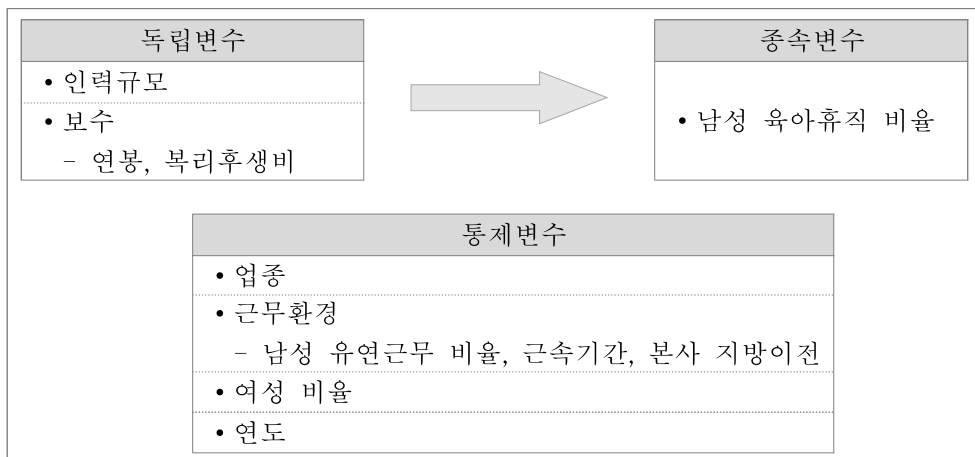 독립변수
• 인력규모
• 보수
- 연봉, 복리후생비
종속변수
• 남성 육아휴직 비율
통제변수
• 업종
• 근무환경
- 남성 유연근무 비율, 근속기간, 본사 지방이전
• 여성 비율
• 연도